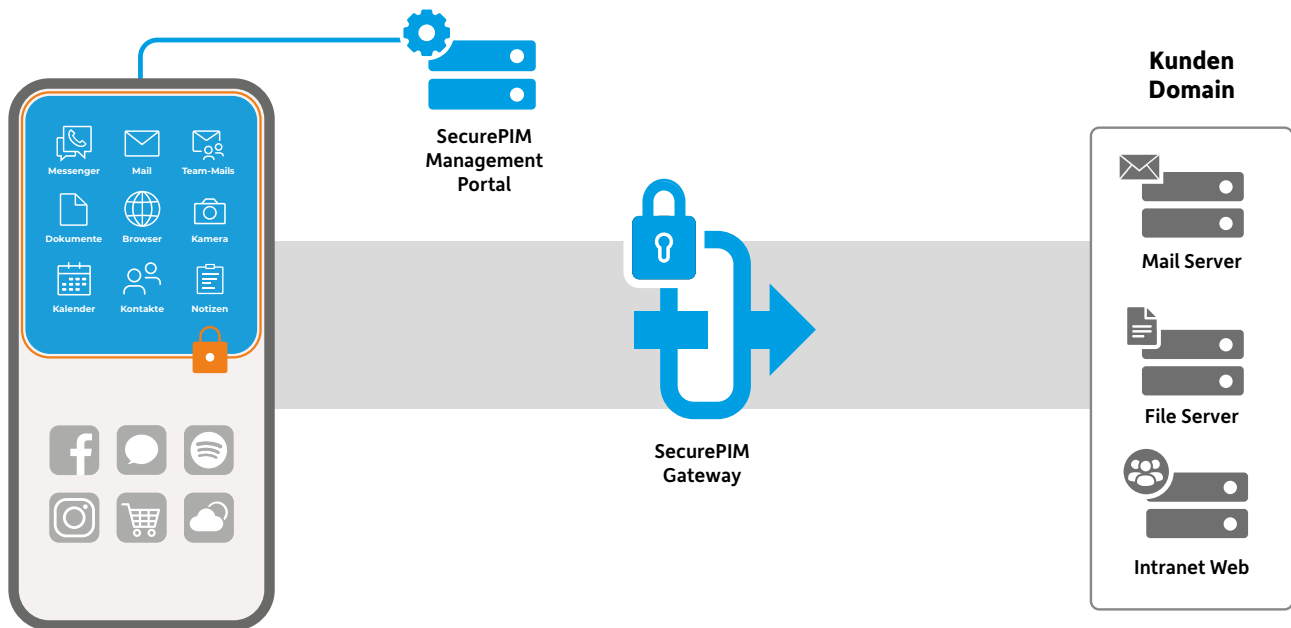 SecurePIM
Management
Portal
Kunden
Domain
Messenger
Mail
Team-Mails
Dokumente
Browser
Kamera
Kalender
Kontakte
Notizen
SecurePIM
Gateway
Mail Server
File Server
Intranet Web